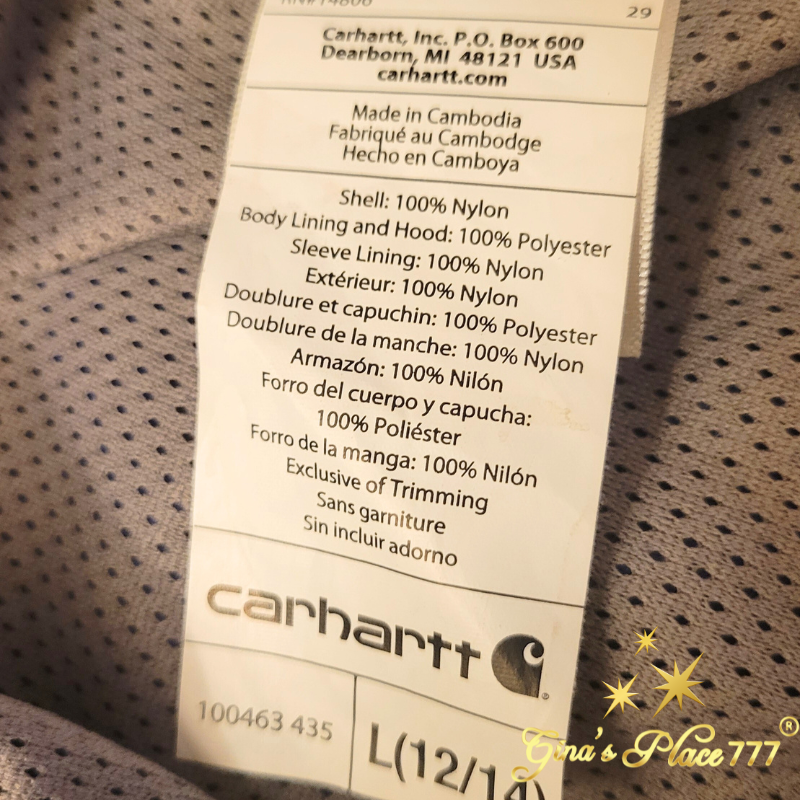 RN#14806
29
Carhartt, Inc. P.O. Box 600
Dearborn, MI 48121 USA
carhartt.com
Made in Cambodia
Fabriqué au Cambodge
Hecho en Camboya
Shell: 100% Nylon
Body Lining and Hood: 100% Polyester
Sleeve Lining: 100% Nylon
Extérieur: 100% Nylon
Doublure et capuchin: 100% Polyester
Doublure de la manche: 100% Nylon
Armazón: 100% Nilón
Forro del cuerpo y capucha:
100% Poliéster
Forro de la manga: 100% Nilón
Exclusive of Trimming
Sans garniture
Sin incluir adorno
carhartt
100463 435
L(12/14)
Gina's Place777®